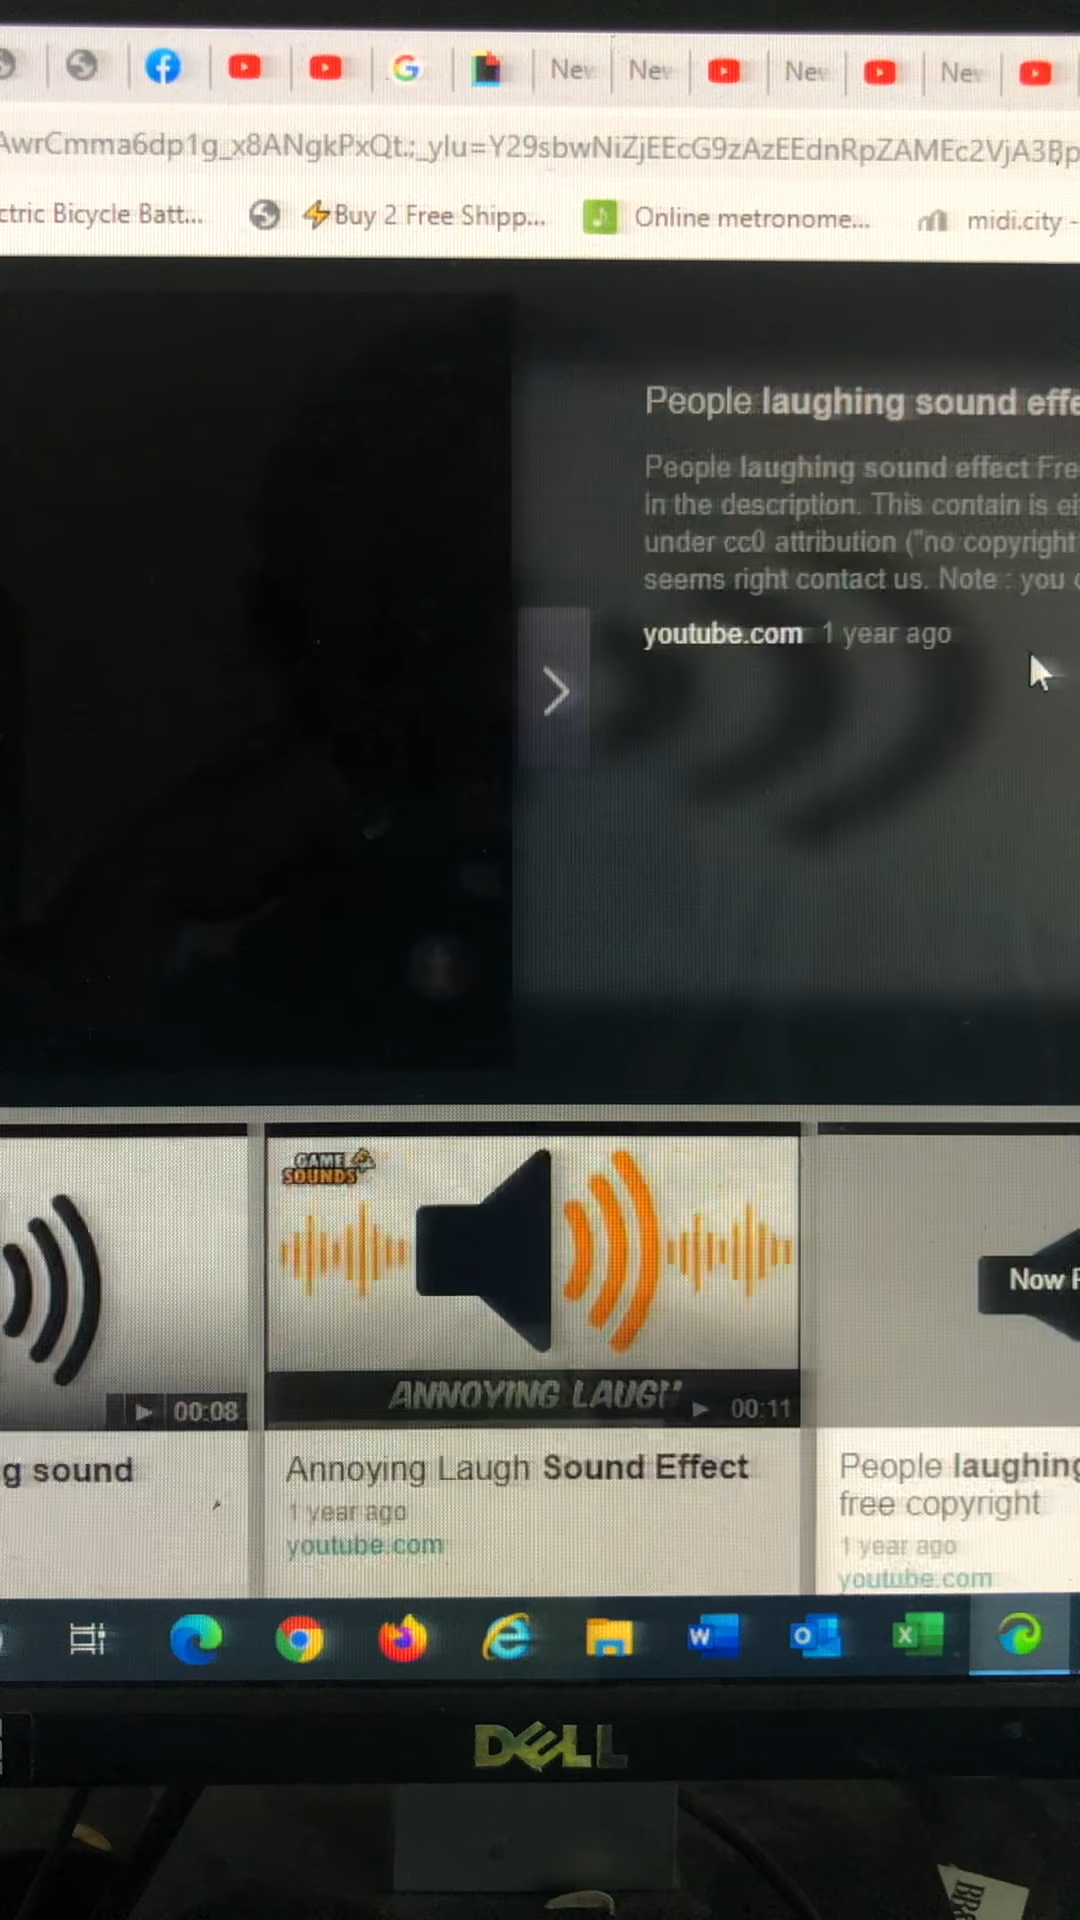 Nev
Nev
Nev
Nev
AwrCmma6dp1g_x8ANgkPxQt.;_ylu=Y29sbwNiZjEEcG9zAzEEdnRpZAMEc2VjA3Bp
ctric Bicycle Batt...
Buy 2 Free Shipp...
Online metronome...
midi.city -
People laughing sound effe
People laughing sound effect Fre
in the description. This contain is ei
under cc0 attribution ("no copyright
seems right contact us. Note : you c
youtube.com 1 year ago
GAME
SOUNDS
ANNOYING LAUGH
00:08
00:11
Now P
g sound
Annoying Laugh Sound Effect
1 year ago
youtube.com
People laughing
free copyright
1 year ago
youtube.com
DELL